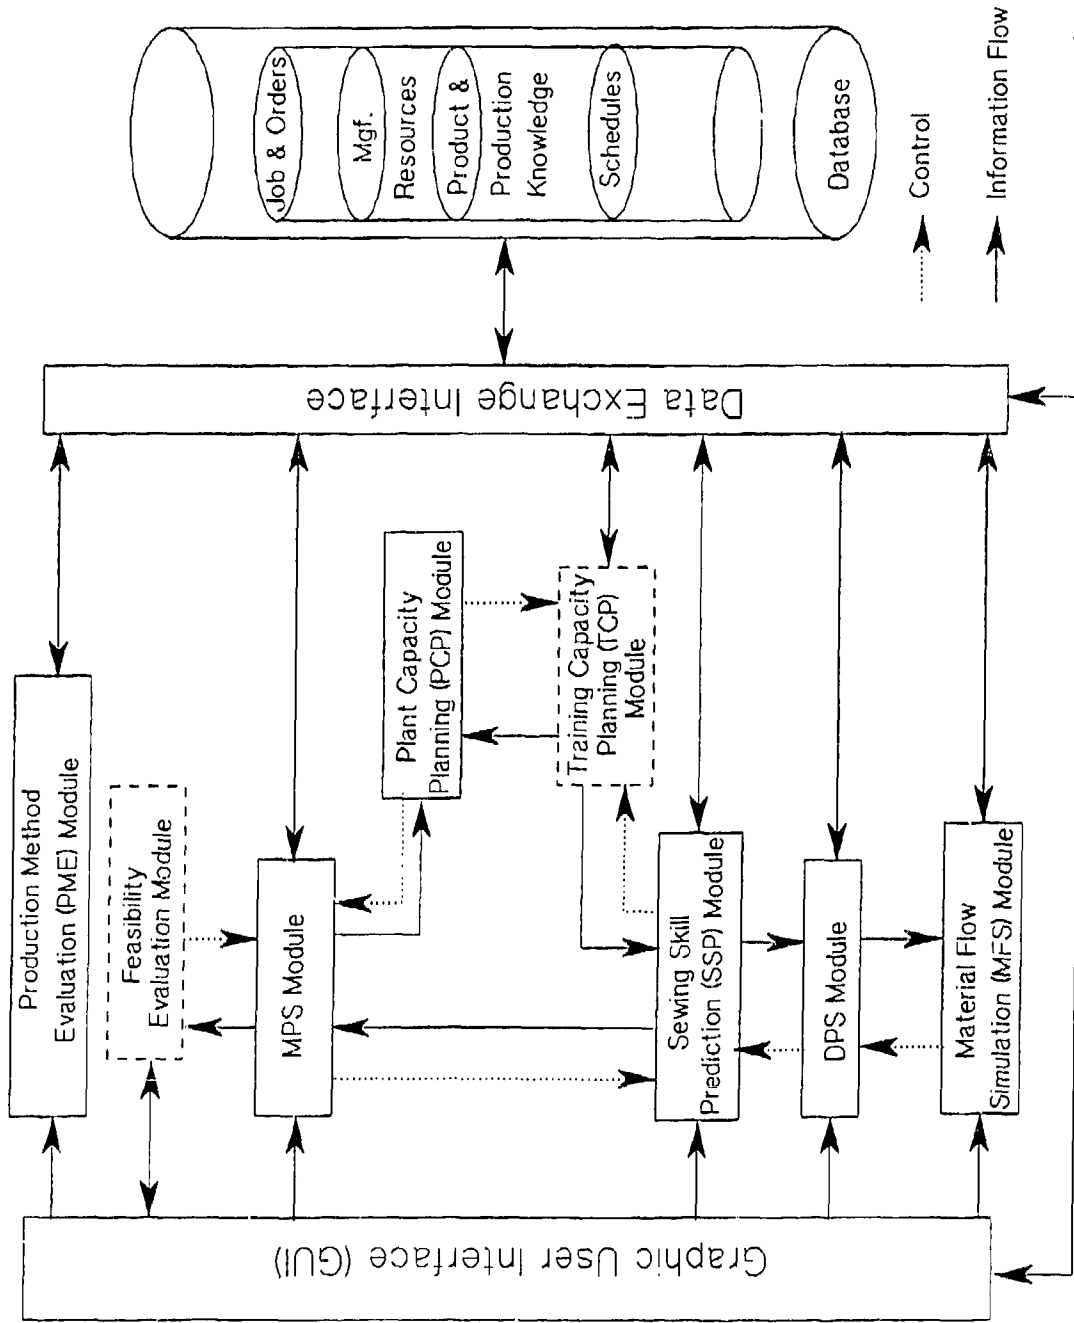 Graphic User Interface (GUI)
Production Method
Evaluation (PME) Module
Feasibility
Evaluation Module
MPS Module
Plant Capacity
Planning (PCP) Module
Training Capacity
Planning (TCP)
Module
Sewing Skill
Prediction (SSP) Module
DPS Module
Material Flow
Simulation (MFS) Module
Data Exchange Interface
Job & Orders
Mgf.
Resources
Product &
Production
Knowledge
Schedules
Database
Control
Information Flow